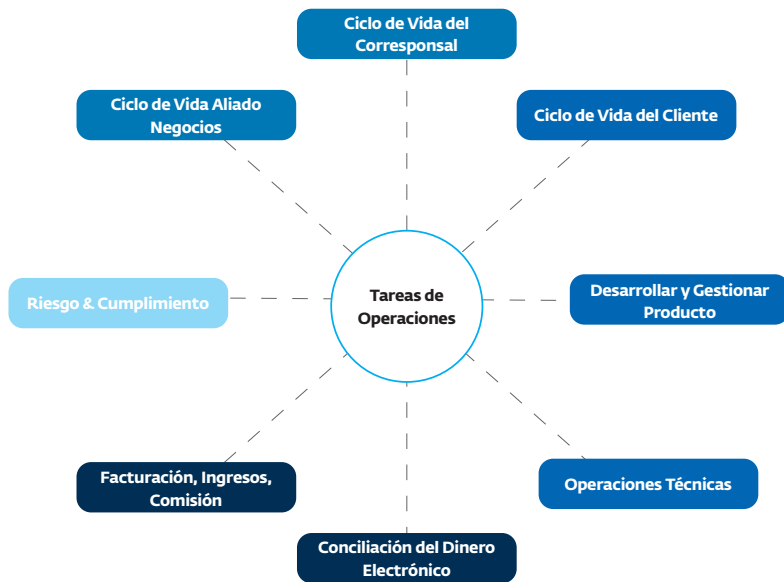 Ciclo de Vida del
Corresponsal
Ciclo de Vida Aliado
Negocios
Ciclo de Vida del Cliente
Riesgo & Cumplimiento
Tareas de
Operaciones
Desarrollar y Gestionar
Producto
Facturación, Ingresos,
Comisión
Operaciones Técnicas
Conciliación del Dinero
Electrónico